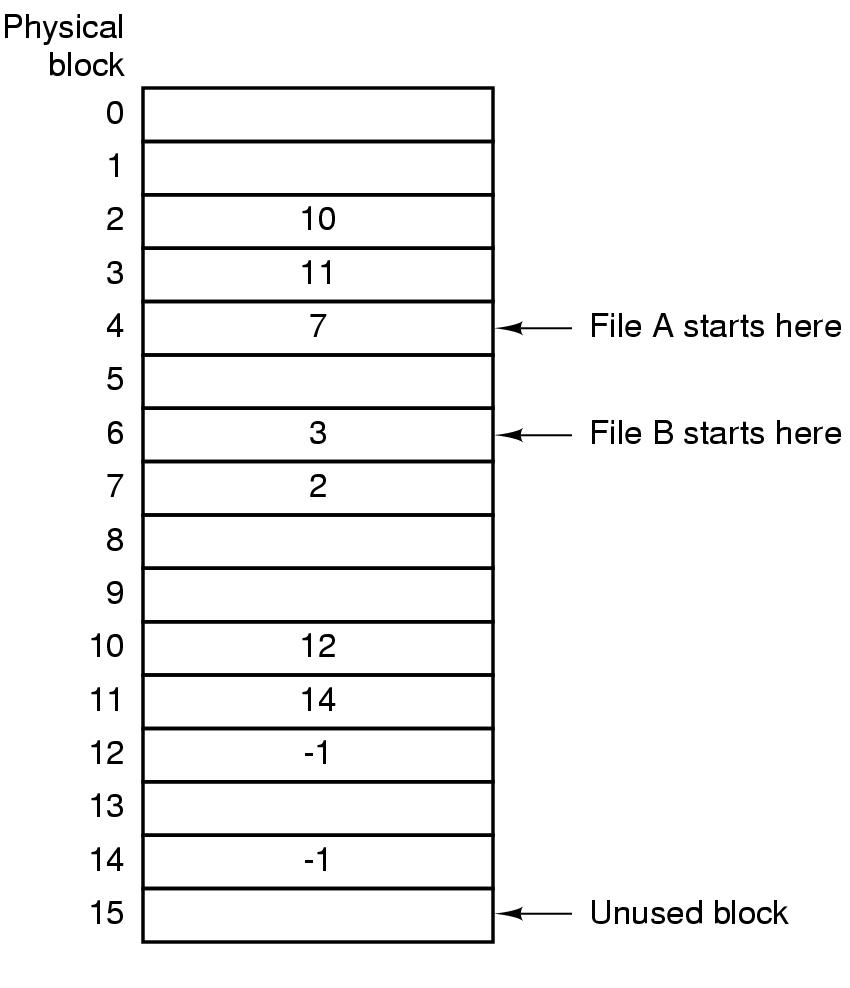 Physical
block
0
1
2 10
3 11
4 7 File A starts here
5
6 3 File B starts here
7 2
8
9
10 12
11 14
12 -1
13
14 -1
15 Unused block